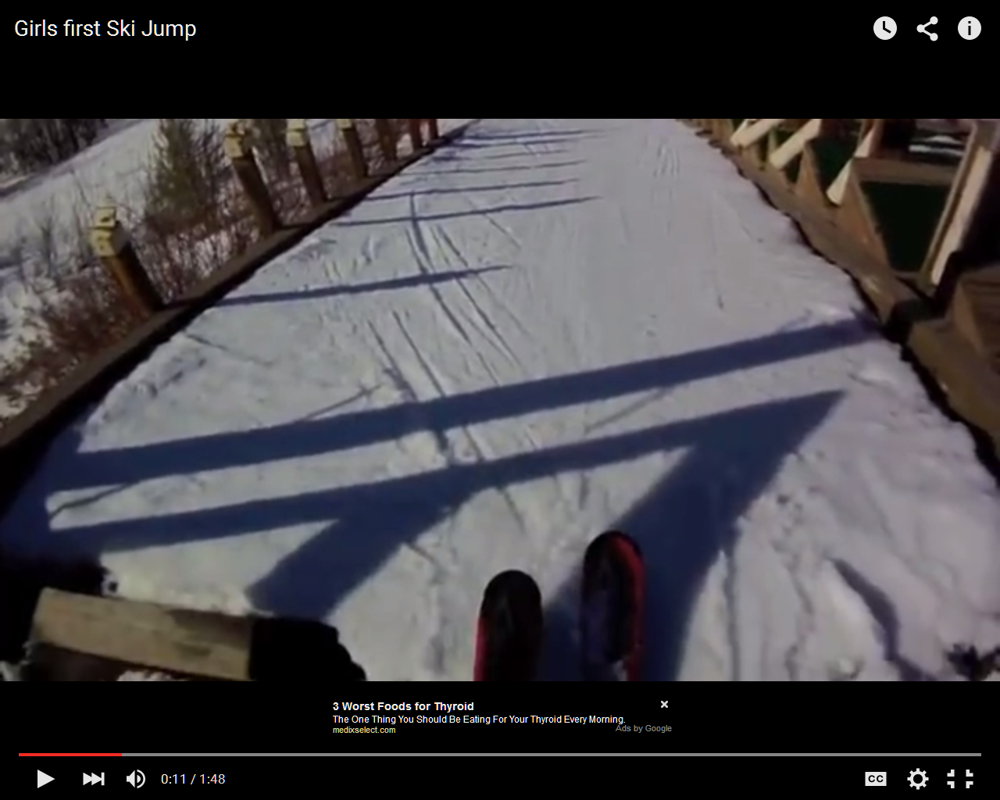 Girls first Ski Jump
3 Worst Foods for Thyroid
The One Thing You Should Be Eating For Your Thyroid Every Morning.
medixselect.com
Ads by Google
0:11 / 1:48
CC